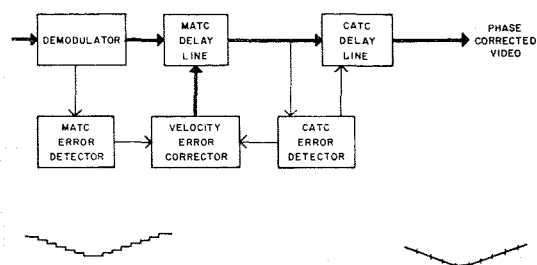 DEMODULATOR
MATC
DELAY
LINE
CATC
DELAY
LINE
PHASE
CORRECTED
VIDEO
MATC
ERROR
DETECTOR
VELOCITY
ERROR
CORRECTOR
CATC
ERROR
DETECTOR